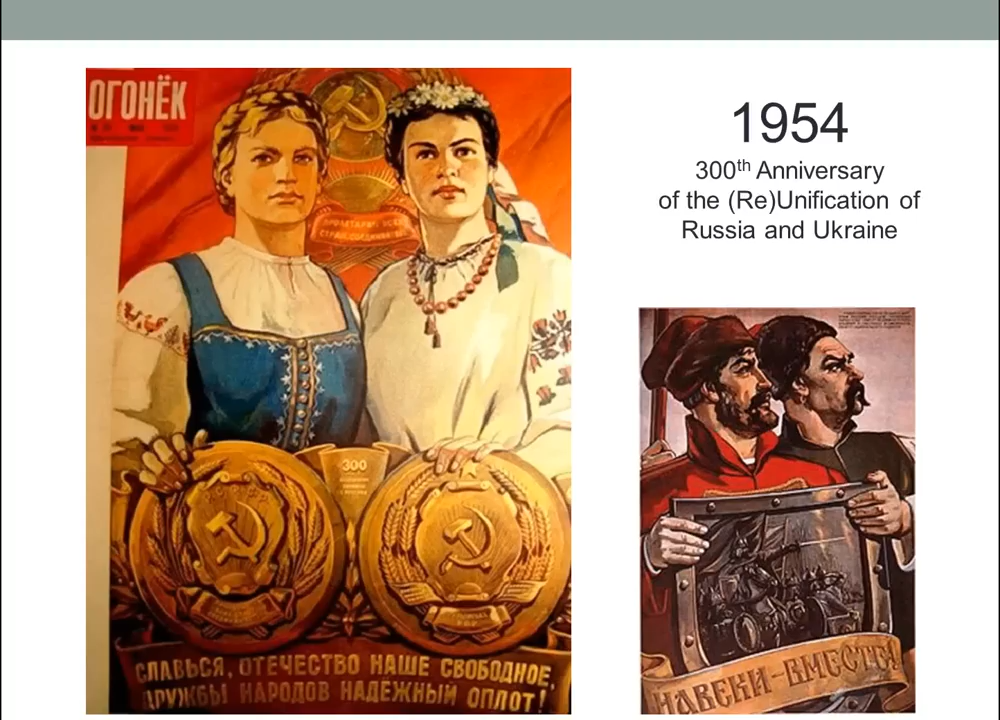 ОГОНЁК
1954
300th Anniversary
of the (Re)Unification of
Russia and Ukraine
300
СЛАВЬСЯ, ОТЕЧЕСТВО НАШЕ СВОБОДНОЕ,
ДРУЖБЫ НАРОДОВ НАДЁЖНЫЙ ОПЛОТ!
НАВЕКИ-ВМЕСТЕ!